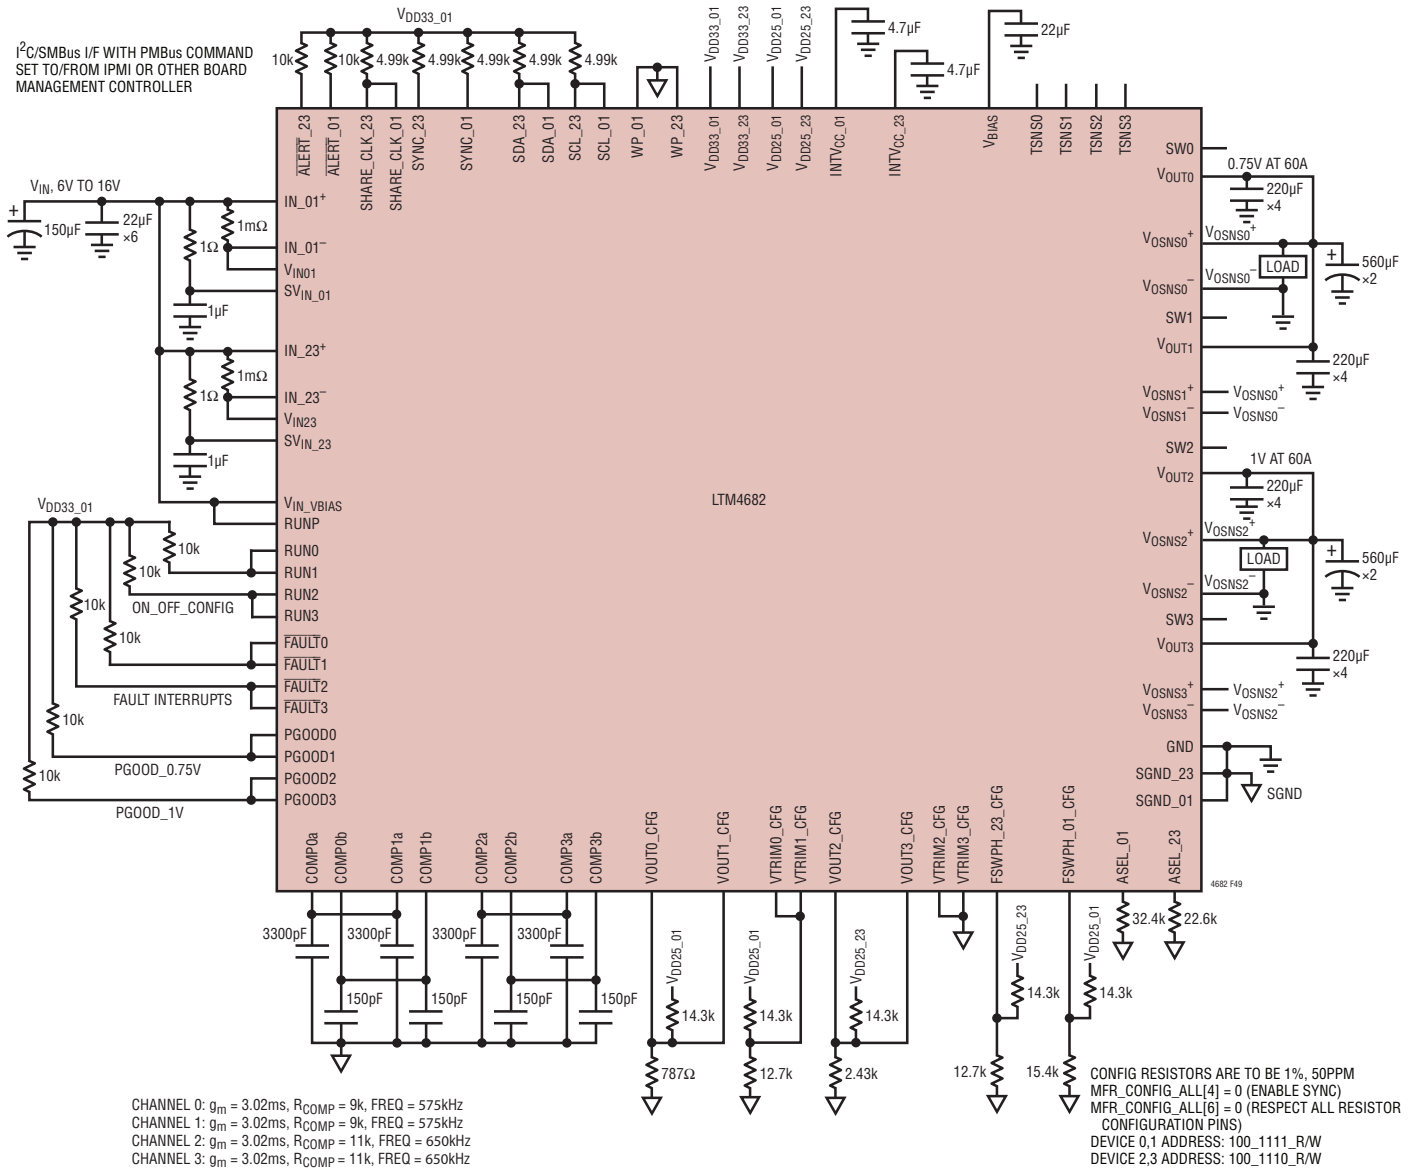 I2C/SMBus I/F WITH PMBus COMMAND
SET TO/FROM IPMI OR OTHER BOARD
MANAGEMENT CONTROLLER
VDD33_01
10k
10k
4.99k
4.99k
4.99k
4.99k
4.99k
VDD33_01
VDD33_23
VDD25_01
VDD25_23
4.7µF
4.7µF
22µF
ALERT_23
ALERT_01
SHARE_CLK_23
SHARE_CLK_01
SYNC_23
SYNC_01
SDA_23
SDA_01
SCL_23
SCL_01
WP_01
WP_23
VDD33_01
VDD33_23
VDD25_01
VDD25_23
INTVCC_01
INTVCC_23
VBIAS
TSNS0
TSNS1
TSNS2
TSNS3
VIN, 6V TO 16V
+
150µF
22µF
×6
1Ω
1mΩ
1µF
1Ω
1mΩ
1µF
IN_01+
IN_01–
VIN01
SVIN_01
IN_23+
IN_23–
VIN23
SVIN_23
VIN_VBIAS
RUNP
RUN0
RUN1
RUN2
RUN3
FAULT0
FAULT1
FAULT2
FAULT3
PGOOD0
PGOOD1
PGOOD2
PGOOD3
VDD33_01
10k
10k
ON_OFF_CONFIG
10k
10k
FAULT INTERRUPTS
10k
PGOOD_0.75V
10k
PGOOD_1V
LTM4682
SW0
VOUT0
VOSNS0+
VOSNS0–
SW1
VOUT1
VOSNS1+
VOSNS1–
SW2
VOUT2
VOSNS2+
VOSNS2–
SW3
VOUT3
VOSNS3+
VOSNS3–
GND
SGND_23
SGND_01
0.75V AT 60A
220µF
×4
VOSNS0+
LOAD
VOSNS0–
+
560µF
×2
220µF
×4
VOSNS0+
VOSNS0–
1V AT 60A
220µF
×4
VOSNS2+
LOAD
VOSNS2–
+
560µF
×2
220µF
×4
VOSNS2+
VOSNS2–
SGND
4682 F49
COMP0a
COMP0b
COMP1a
COMP1b
COMP2a
COMP2b
COMP3a
COMP3b
VOUT0_CFG
VOUT1_CFG
VTRIM0_CFG
VTRIM1_CFG
VOUT2_CFG
VOUT3_CFG
VTRIM2_CFG
VTRIM3_CFG
FSWPH_23_CFG
FSWPH_01_CFG
ASEL_01
ASEL_23
3300pF
3300pF
3300pF
3300pF
150pF
150pF
150pF
150pF
VDD25_01
14.3k
787Ω
VDD25_01
14.3k
12.7k
VDD25_23
14.3k
2.43k
VDD25_23
14.3k
12.7k
VDD25_01
14.3k
15.4k
32.4k
22.6k
CHANNEL 0: gm = 3.02ms, RCOMP = 9k, FREQ = 575kHz
CHANNEL 1: gm = 3.02ms, RCOMP = 9k, FREQ = 575kHz
CHANNEL 2: gm = 3.02ms, RCOMP = 11k, FREQ = 650kHz
CHANNEL 3: gm = 3.02ms, RCOMP = 11k, FREQ = 650kHz
CONFIG RESISTORS ARE TO BE 1%, 50PPM
MFR_CONFIG_ALL[4] = 0 (ENABLE SYNC)
MFR_CONFIG_ALL[6] = 0 (RESPECT ALL RESISTOR
CONFIGURATION PINS)
DEVICE 0,1 ADDRESS: 100_1111_R/W
DEVICE 2,3 ADDRESS: 100_1110_R/W